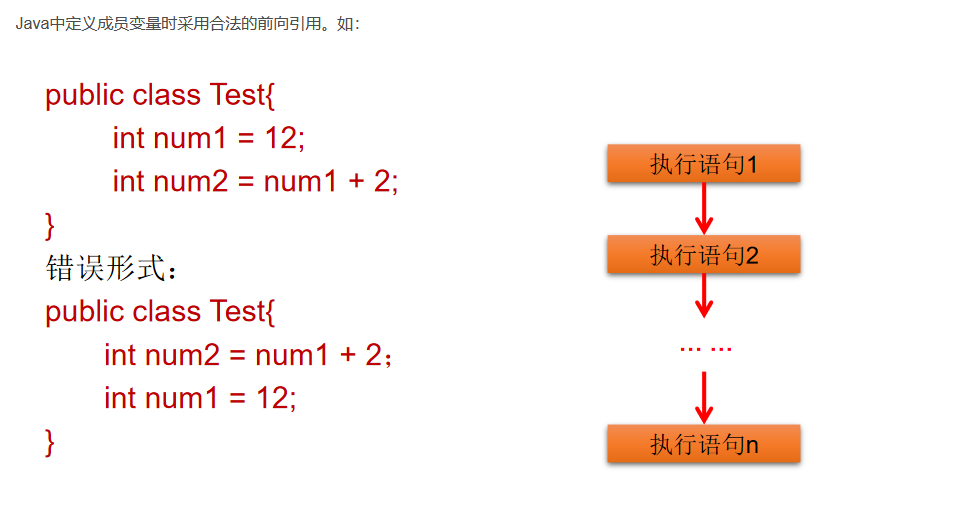 Java中定义成员变量时采用合法的前向引用。如：
public class Test{
int num1 = 12;
int num2 = num1 + 2;
}
错误形式：
public class Test{
int num2 = num1 + 2；
int num1 = 12;
}
执行语句1
执行语句2
... ...
执行语句n